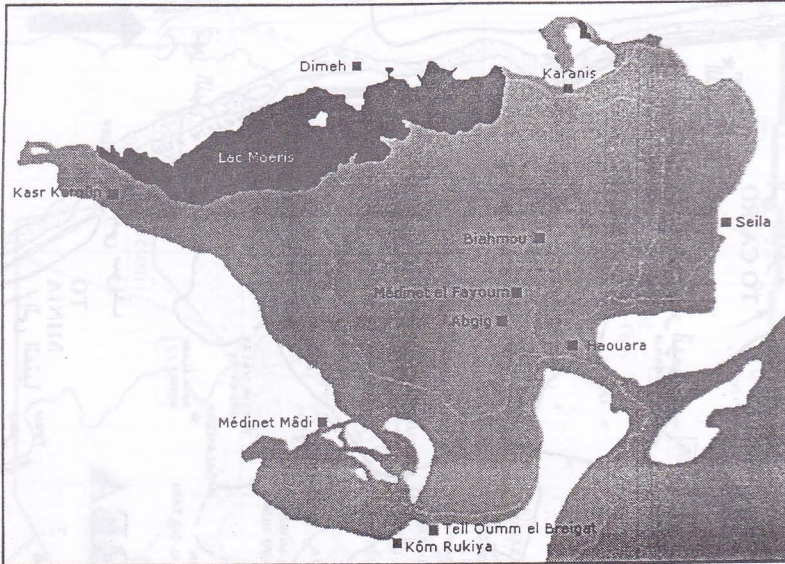 Dimeh
Karanis
Lac Moeris
Kasr Karoun
Seila
Biahmou
Médinet el Fayoum
Abgig
Haouara
Médinet Mâdi
Tell Oumm el Breigat
Kôm Rukiya